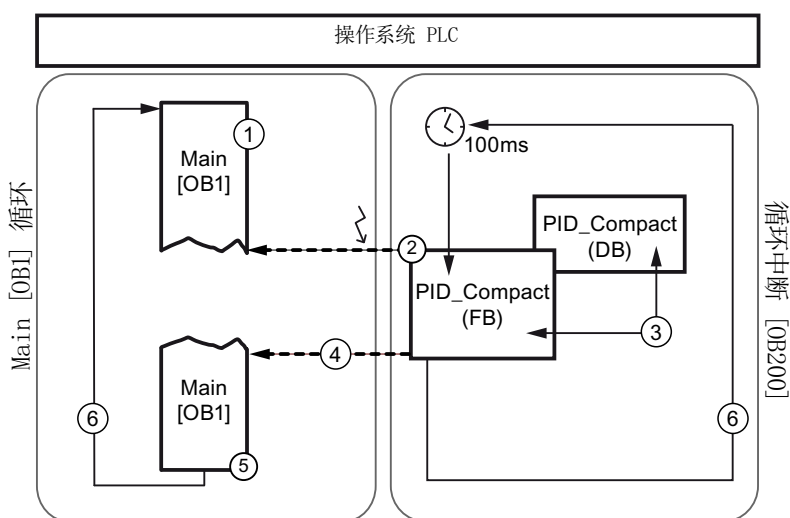 操作系统 PLC
Main [OB1] 循环
①
Main
[OB1]
②
④
Main
[OB1]
⑤
⑥
100ms
PID_Compact
(DB)
PID_Compact
(FB)
③
⑥
循环中断 [OB200]